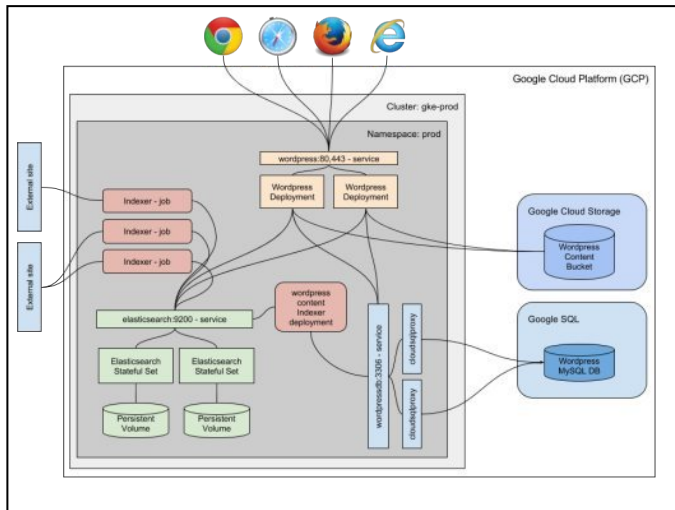 Google Cloud Platform (GCP)
Cluster: gke-prod
Namespace: prod
wordpress:80,443 - service
Wordpress
Deployment
Wordpress
Deployment
External site
External site
Indexer - job
Indexer - job
Indexer - job
wordpress
content
Indexer
deployment
elasticsearch:9200 - service
Elasticsearch
Stateful Set
Elasticsearch
Stateful Set
Persistent
Volume
Persistent
Volume
wordpressdb:3306 - service
cloudsqlproxy
cloudsqlproxy
Google Cloud Storage
Wordpress
Content
Bucket
Google SQL
Wordpress
MySQL DB